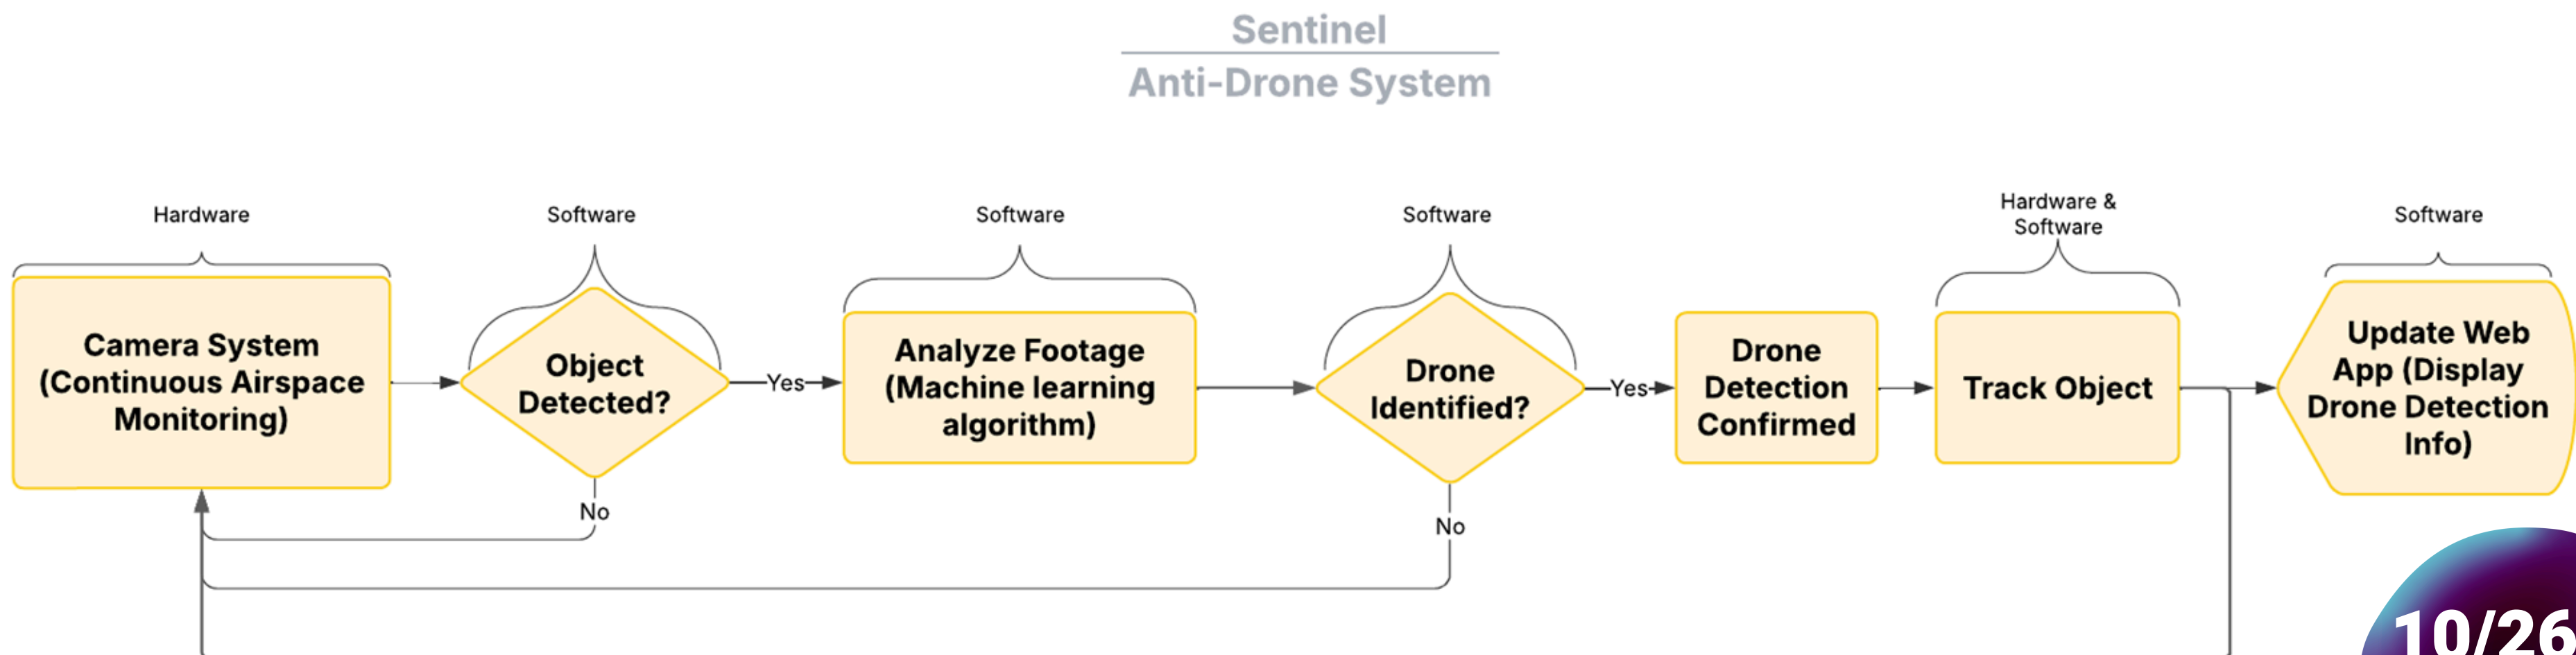 Sentinel
Anti-Drone System
Hardware
Software
Software
Software
Hardware &
Software
Software
Camera System
(Continuous Airspace
Monitoring)
Object
Detected?
Yes
Analyze Footage
(Machine learning
algorithm)
Drone
Identified?
Yes
Drone
Detection
Confirmed
Track Object
Update Web
App (Display
Drone Detection
Info)
No
No
10/26